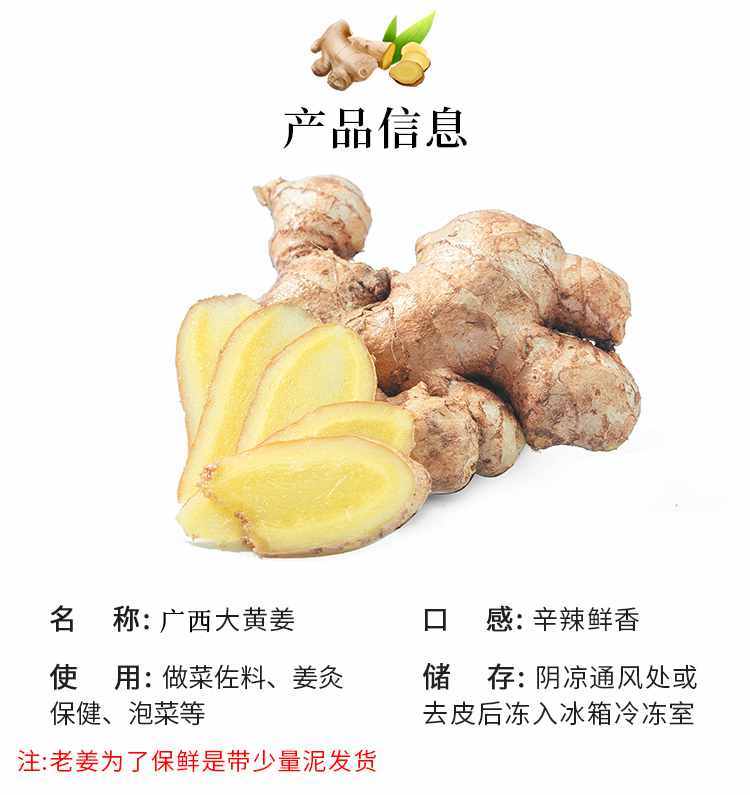 产品信息
名 称: 广西大黄姜
口 感: 辛辣鲜香
使 用: 做菜佐料、姜灸
保健、泡菜等
储 存: 阴凉通风处或
去皮后冻入冰箱冷冻室
注:老姜为了保鲜是带少量泥发货